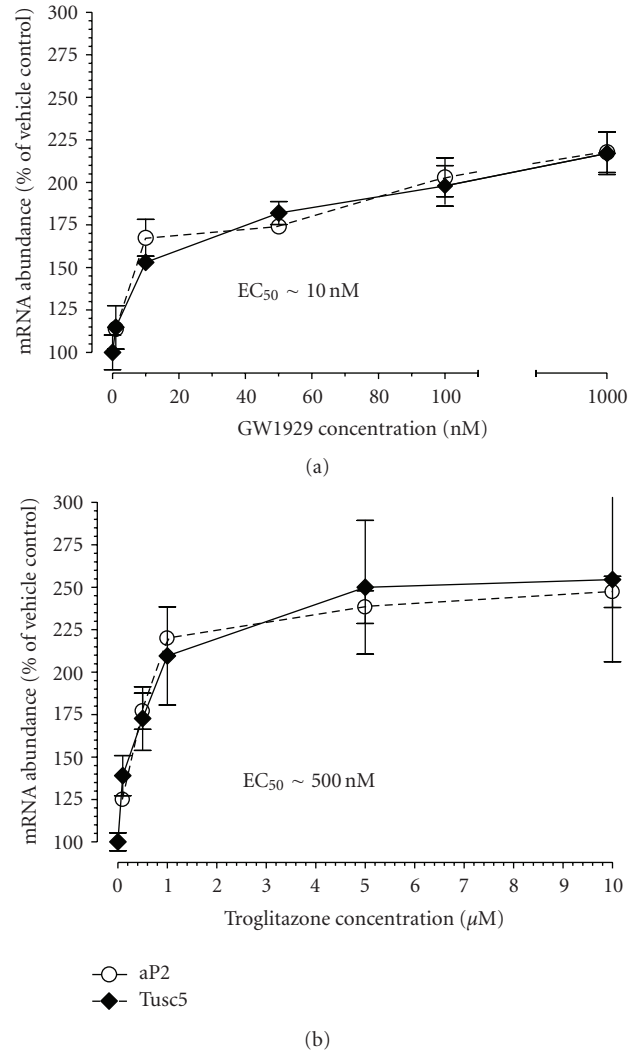 300
275
250
225
200
175
150
125
100
mRNA abundance (% of vehicle control)
EC50 ∼ 10 nM
0 20 40 60 80 100 1000
GW1929 concentration (nM)
(a)
300
275
250
225
200
175
150
125
100
mRNA abundance (% of vehicle control)
EC50 ∼ 500 nM
0 1 2 3 4 5 6 7 8 9 10
Troglitazone concentration (μM)
aP2
Tusc5
(b)